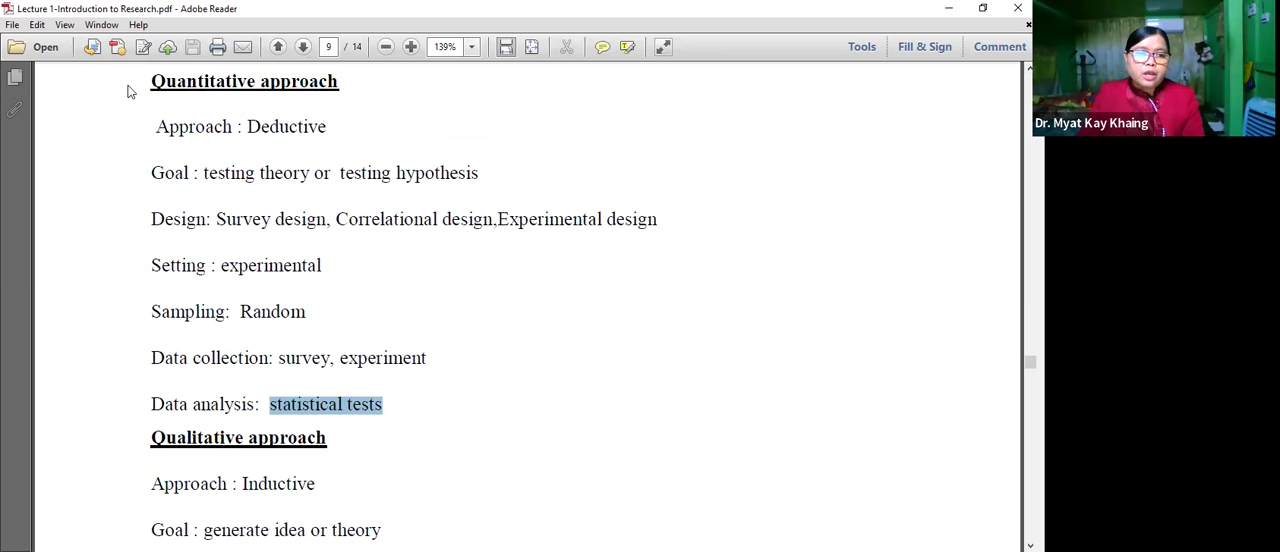 Lecture 1-Introduction to Research.pdf - Adobe Reader
File Edit View Window Help
Open 9 / 14 139% Tools Fill & Sign Comment
Quantitative approach
Approach : Deductive
Goal : testing theory or testing hypothesis
Design: Survey design, Correlational design,Experimental design
Setting : experimental
Sampling: Random
Data collection: survey, experiment
Data analysis: statistical tests
Qualitative approach
Approach : Inductive
Goal : generate idea or theory
Dr. Myat Kay Khaing